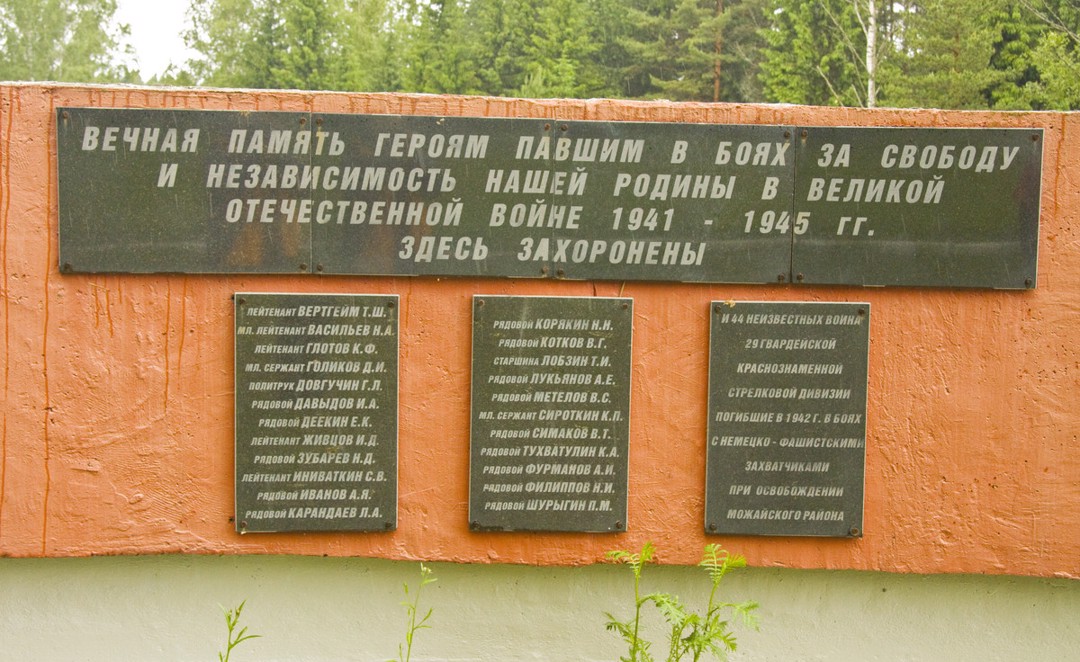 ВЕЧНАЯ ПАМЯТЬ ГЕРОЯМ ПАВШИМ В БОЯХ ЗА СВОБОДУ
И НЕЗАВИСИМОСТЬ НАШЕЙ РОДИНЫ В ВЕЛИКОЙ
ОТЕЧЕСТВЕННОЙ ВОЙНЕ 1941 - 1945 ГГ.
ЗДЕСЬ ЗАХОРОНЕНЫ
ЛЕЙТЕНАНТ ВЕРТГЕЙМ Т.Ш.
МЛ. ЛЕЙТЕНАНТ ВАСИЛЬЕВ Н.А.
ЛЕЙТЕНАНТ ГЛОТОВ К.Ф.
МЛ. СЕРЖАНТ ГОЛИКОВ Д.И.
ПОЛИТРУК ДОВГУЧИН Г.Л.
РЯДОВОЙ ДАВЫДОВ И.А.
РЯДОВОЙ ДЕЕКИН Е.К.
ЛЕЙТЕНАНТ ЖИВЦОВ И.Д.
РЯДОВОЙ ЗУБАРЕВ Н.Д.
ЛЕЙТЕНАНТ ИНИВАТКИН С.В.
РЯДОВОЙ ИВАНОВ А.Я.
РЯДОВОЙ КАРАНДАЕВ Л.А.
РЯДОВОЙ КОРЯКИН Н.Н.
РЯДОВОЙ КОТКОВ В.Г.
СТАРШИНА ЛОБЗИН Т.И.
РЯДОВОЙ ЛУКЬЯНОВ А.Е.
РЯДОВОЙ МЕТЕЛОВ В.С.
МЛ. СЕРЖАНТ СИРОТКИН К.П.
РЯДОВОЙ СИМАКОВ В.Т.
РЯДОВОЙ ТУХВАТУЛИН К.А.
РЯДОВОЙ ФУРМАНОВ А.И.
РЯДОВОЙ ФИЛИППОВ Н.И.
РЯДОВОЙ ШУРЫГИН П.М.
И 44 НЕИЗВЕСТНЫХ ВОИНА
29 ГВАРДЕЙСКОЙ
КРАСНОЗНАМЕННОЙ
СТРЕЛКОВОЙ ДИВИЗИИ
ПОГИБШИЕ В 1942 Г. В БОЯХ
С НЕМЕЦКО - ФАШИСТСКИМИ
ЗАХВАТЧИКАМИ
ПРИ ОСВОБОЖДЕНИИ
МОЖАЙСКОГО РАЙОНА